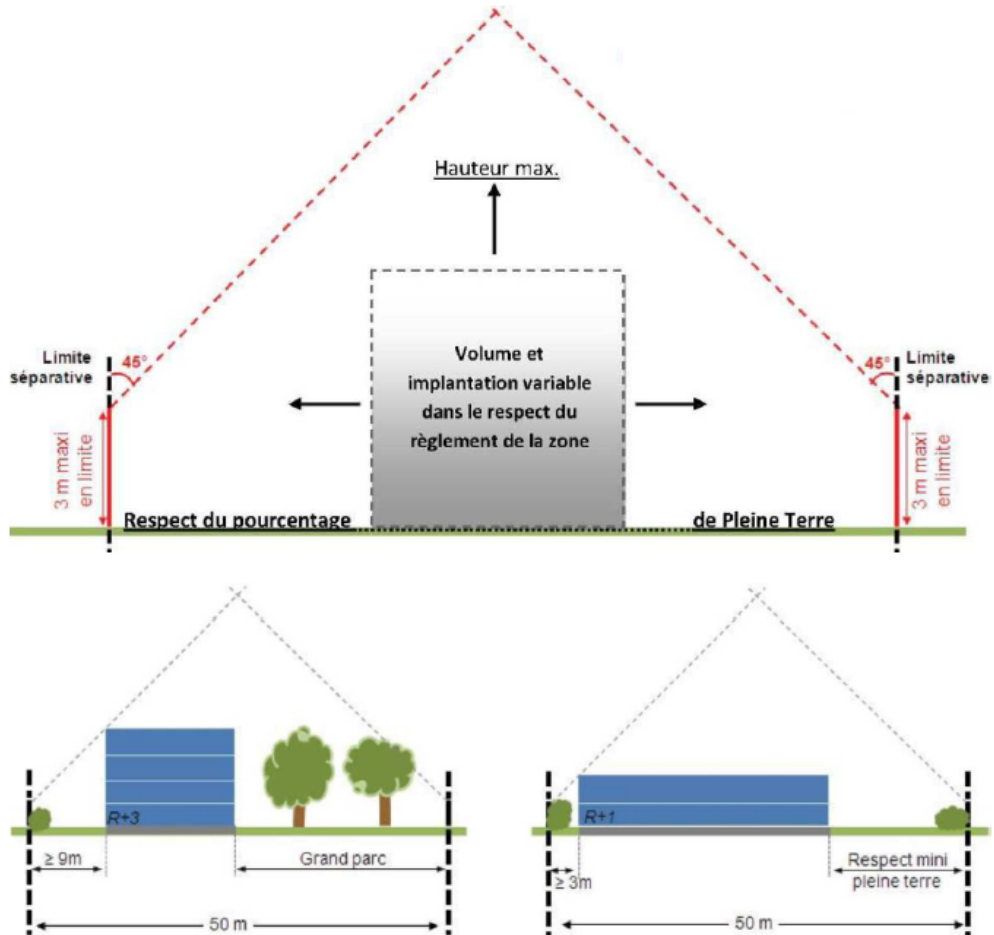 Hauteur max.
Limite
séparative
45°
45°
Limite
séparative
Volume et
implantation variable
dans le respect du
règlement de la zone
3 m maxi
en limite
3 m maxi
en limite
Respect du pourcentage
de Pleine Terre
R+3
≥ 9m
Grand parc
50 m
R+1
≥ 3m
Respect mini
pleine terre
50 m